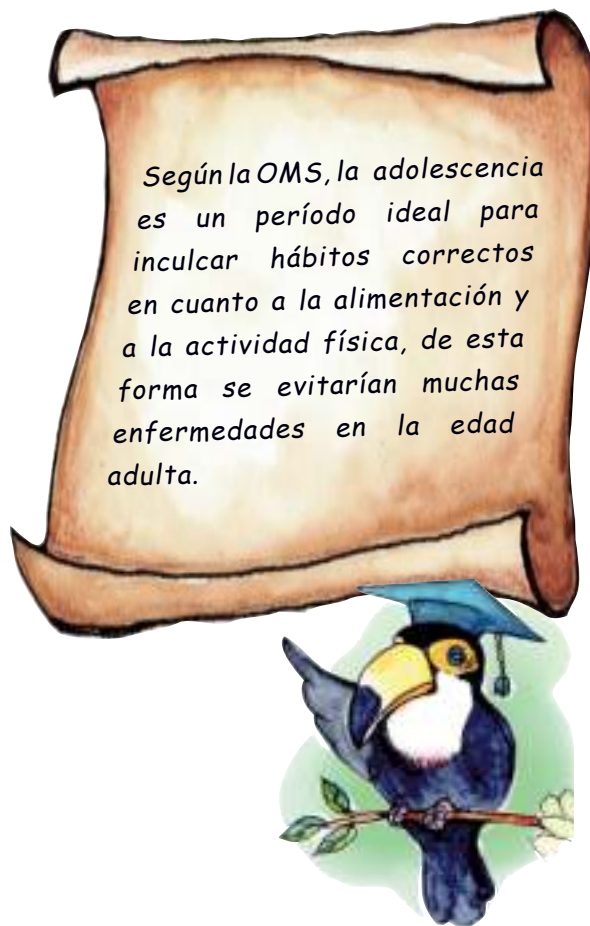 Según la OMS, la adolescencia
es un período ideal para
inculcar hábitos correctos
en cuanto a la alimentación y
a la actividad física, de esta
forma se evitarían muchas
enfermedades en la edad
adulta.